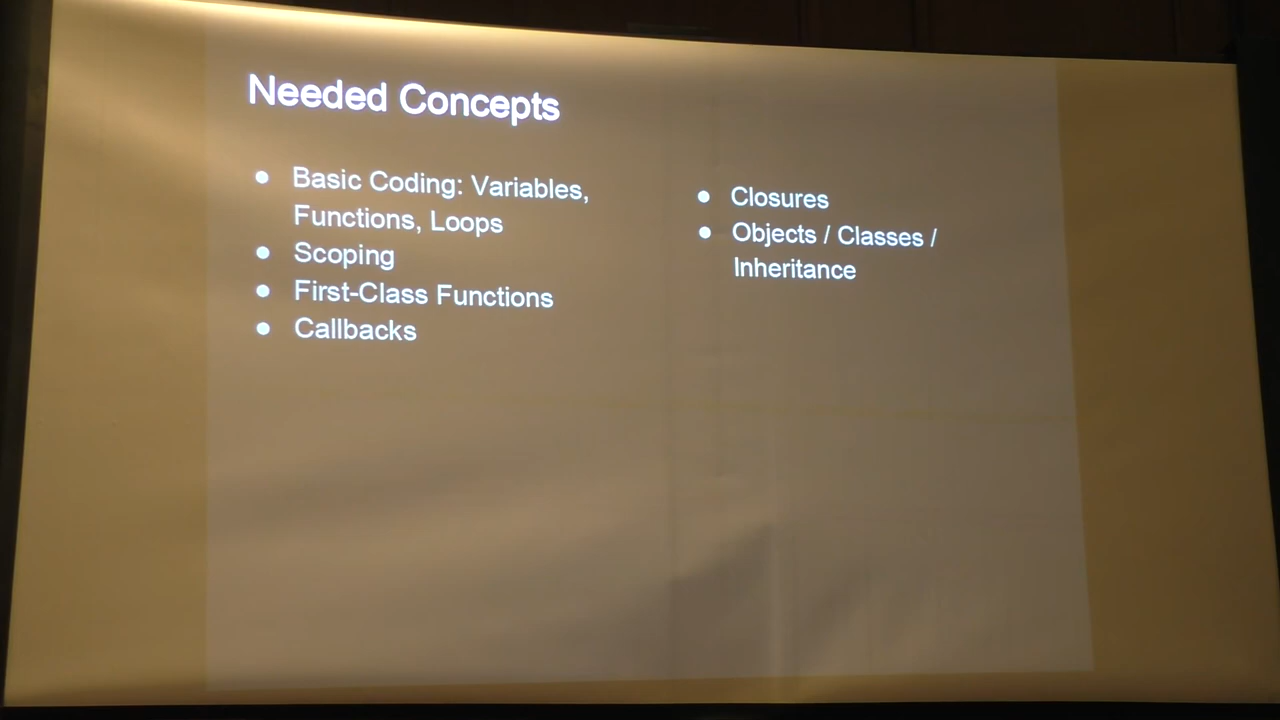 Needed Concepts
● Basic Coding: Variables,
Functions, Loops
● Scoping
● First-Class Functions
● Callbacks
● Closures
● Objects / Classes /
Inheritance